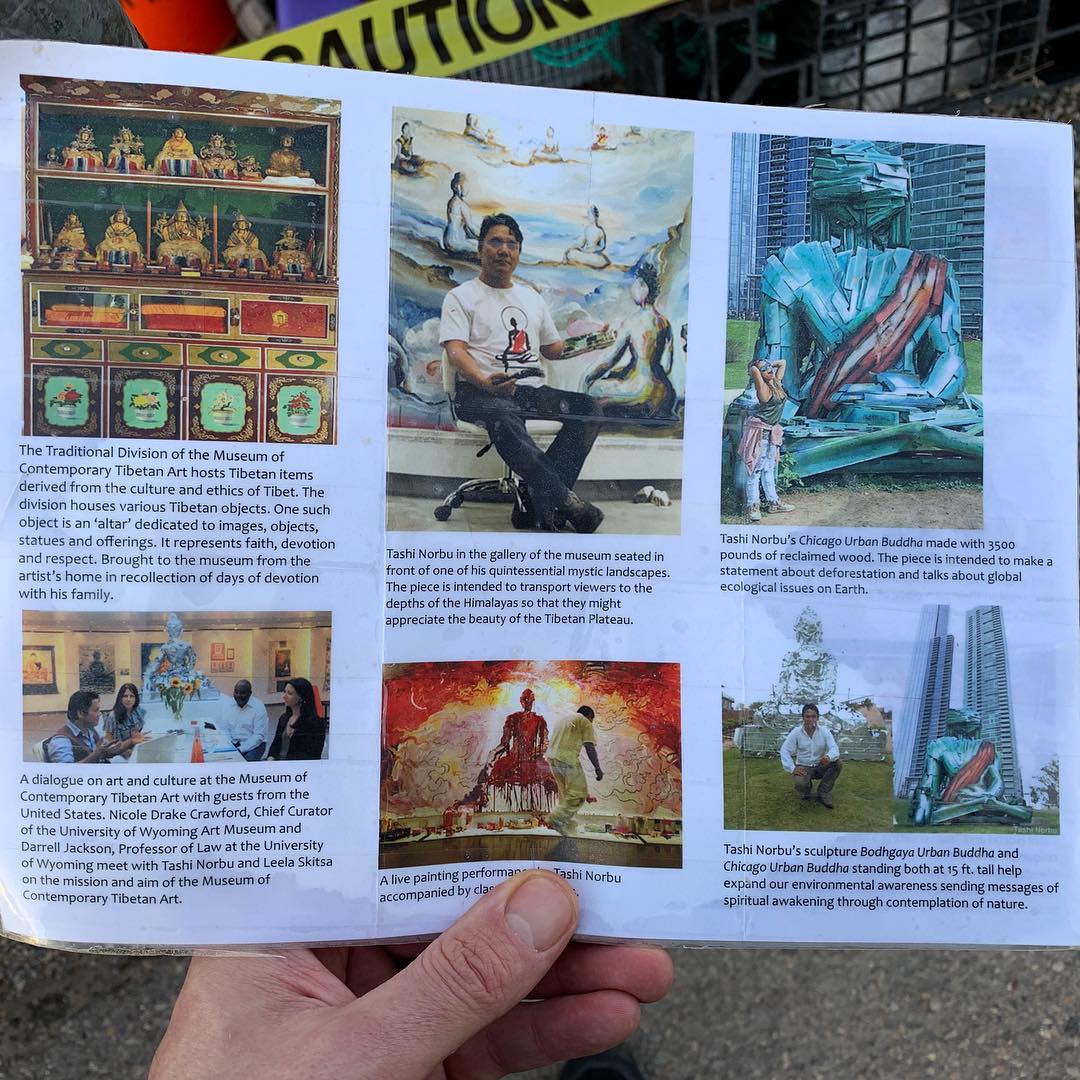 CAUTION
The Traditional Division of the Museum of
Contemporary Tibetan Art hosts Tibetan items
derived from the culture and ethics of Tibet. The
division houses various Tibetan objects. One such
object is an ‘altar’ dedicated to images, objects,
statues and offerings. It represents faith, devotion
and respect. Brought to the museum from the
artist's home in recollection of days of devotion
with his family.
A dialogue on art and culture at the Museum of
Contemporary Tibetan Art with guests from the
United States. Nicole Drake Crawford, Chief Curator
of the University of Wyoming Art Museum and
Darrell Jackson, Professor of Law at the University
of Wyoming meet with Tashi Norbu and Leela Skitsa
on the mission and aim of the Museum of
Contemporary Tibetan Art.
Tashi Norbu in the gallery of the museum seated in
front of one of his quintessential mystic landscapes.
The piece is intended to transport viewers to the
depths of the Himalayas so that they might
appreciate the beauty of the Tibetan Plateau.
A live painting Tashi Norbu
accompanied by
Tashi Norbu's Chicago Urban Buddha made with 3500
pounds of reclaimed wood. The piece is intended to make a
statement about deforestation and talks about global
ecological issues on Earth.
Tashi Norbu
Tashi Norbu's sculpture Bodhgaya Urban Buddha and
Chicago Urban Buddha standing both at 15 ft. tall help
expand our environmental awareness sending messages of
spiritual awakening through contemplation of nature.